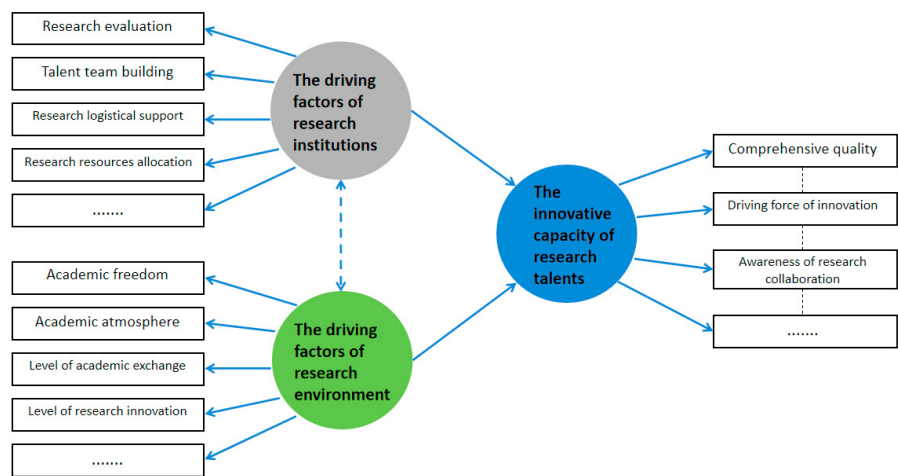 Research evaluation
Talent team building
Research logistical support
Research resources allocation
.......
The driving
factors of
research
institutions
Academic freedom
Academic atmosphere
Level of academic exchange
Level of research innovation
.......
The driving
factors of
research
environment
The
innovative
capacity of
research
talents
Comprehensive quality
Driving force of innovation
Awareness of research
collaboration
.......